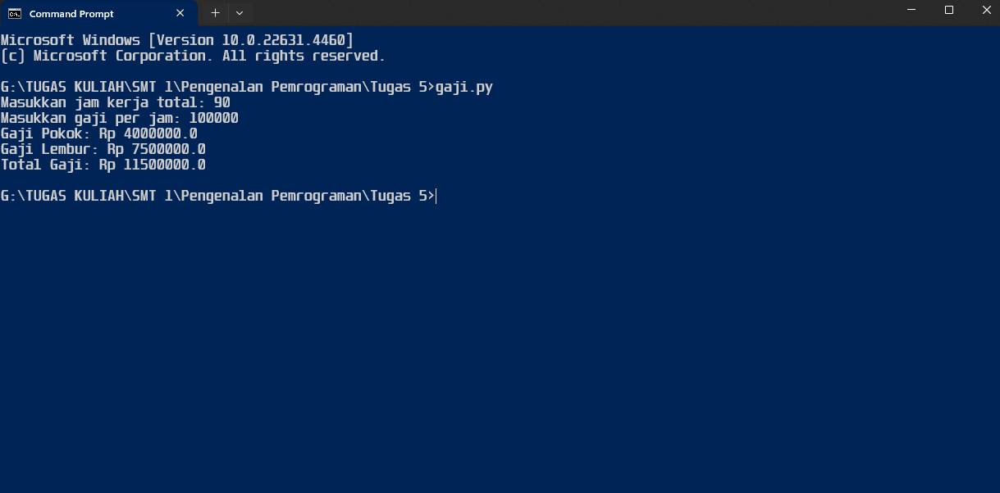 Command Prompt
Microsoft Windows [Version 10.0.22631.4460]
(c) Microsoft Corporation. All rights reserved.
G:\TUGAS KULIAH\SMT 1\Pengenalan Pemrograman\Tugas 5>gaji.py
Masukkan jam kerja total: 90
Masukkan gaji per jam: 100000
Gaji Pokok: Rp 4000000.0
Gaji Lembur: Rp 7500000.0
Total Gaji: Rp 11500000.0
G:\TUGAS KULIAH\SMT 1\Pengenalan Pemrograman\Tugas 5>